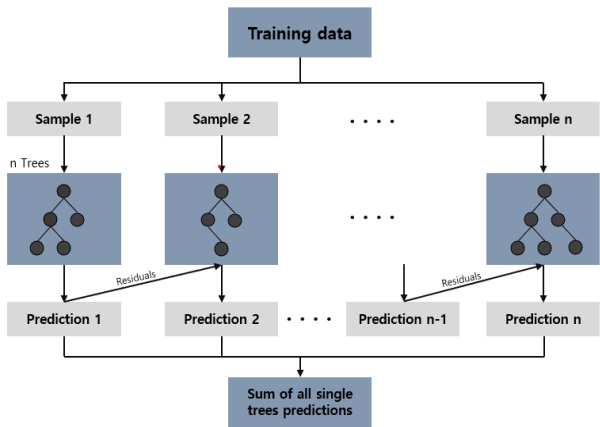 Training data
Sample 1
Sample 2
. . . .
Sample n
n Trees
. . . .
Residuals
Residuals
Prediction 1
Prediction 2
. . . .
Prediction n-1
Prediction n
Sum of all single
trees predictions